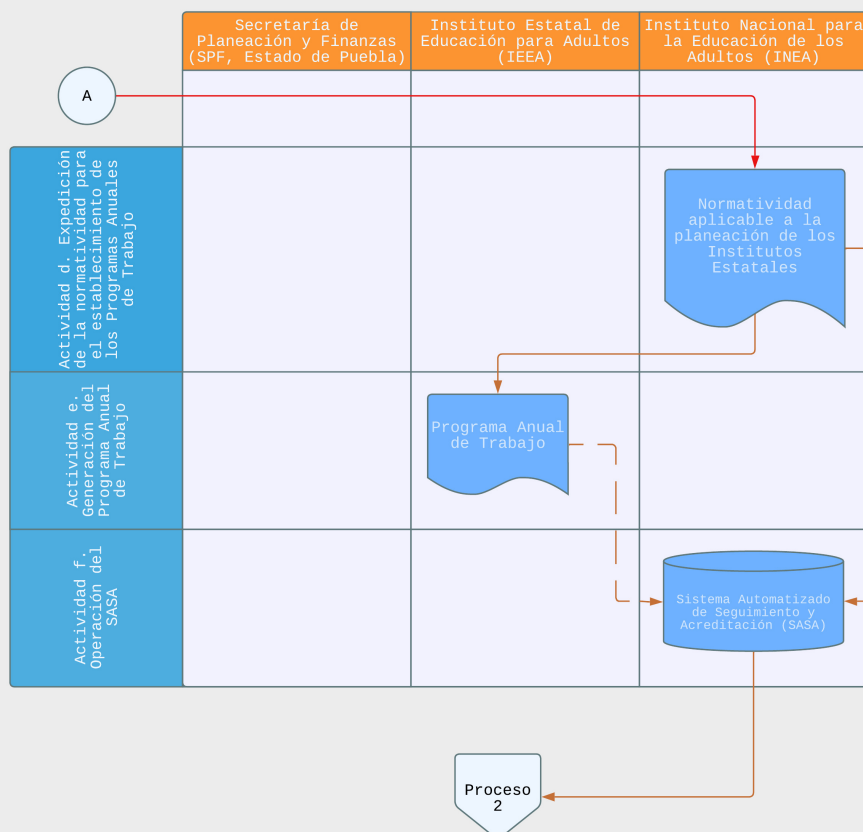 Secretaría de
Planeación y Finanzas
(SPF, Estado de Puebla)
Instituto Estatal de
Educación para Adultos
(IEEA)
Instituto Nacional para
la Educación de los
Adultos (INEA)
A
Actividad d. Expedición
de la normatividad para
el establecimiento de
los Programas Anuales
de Trabajo
Normatividad
aplicable a la
planeación de los
Institutos
Estatales
Actividad e.
Generación del
Programa Anual
de Trabajo
Programa Anual
de Trabajo
Actividad f.
Operación del
SASA
Sistema Automatizado
de Seguimiento y
Acreditación (SASA)
Proceso
2